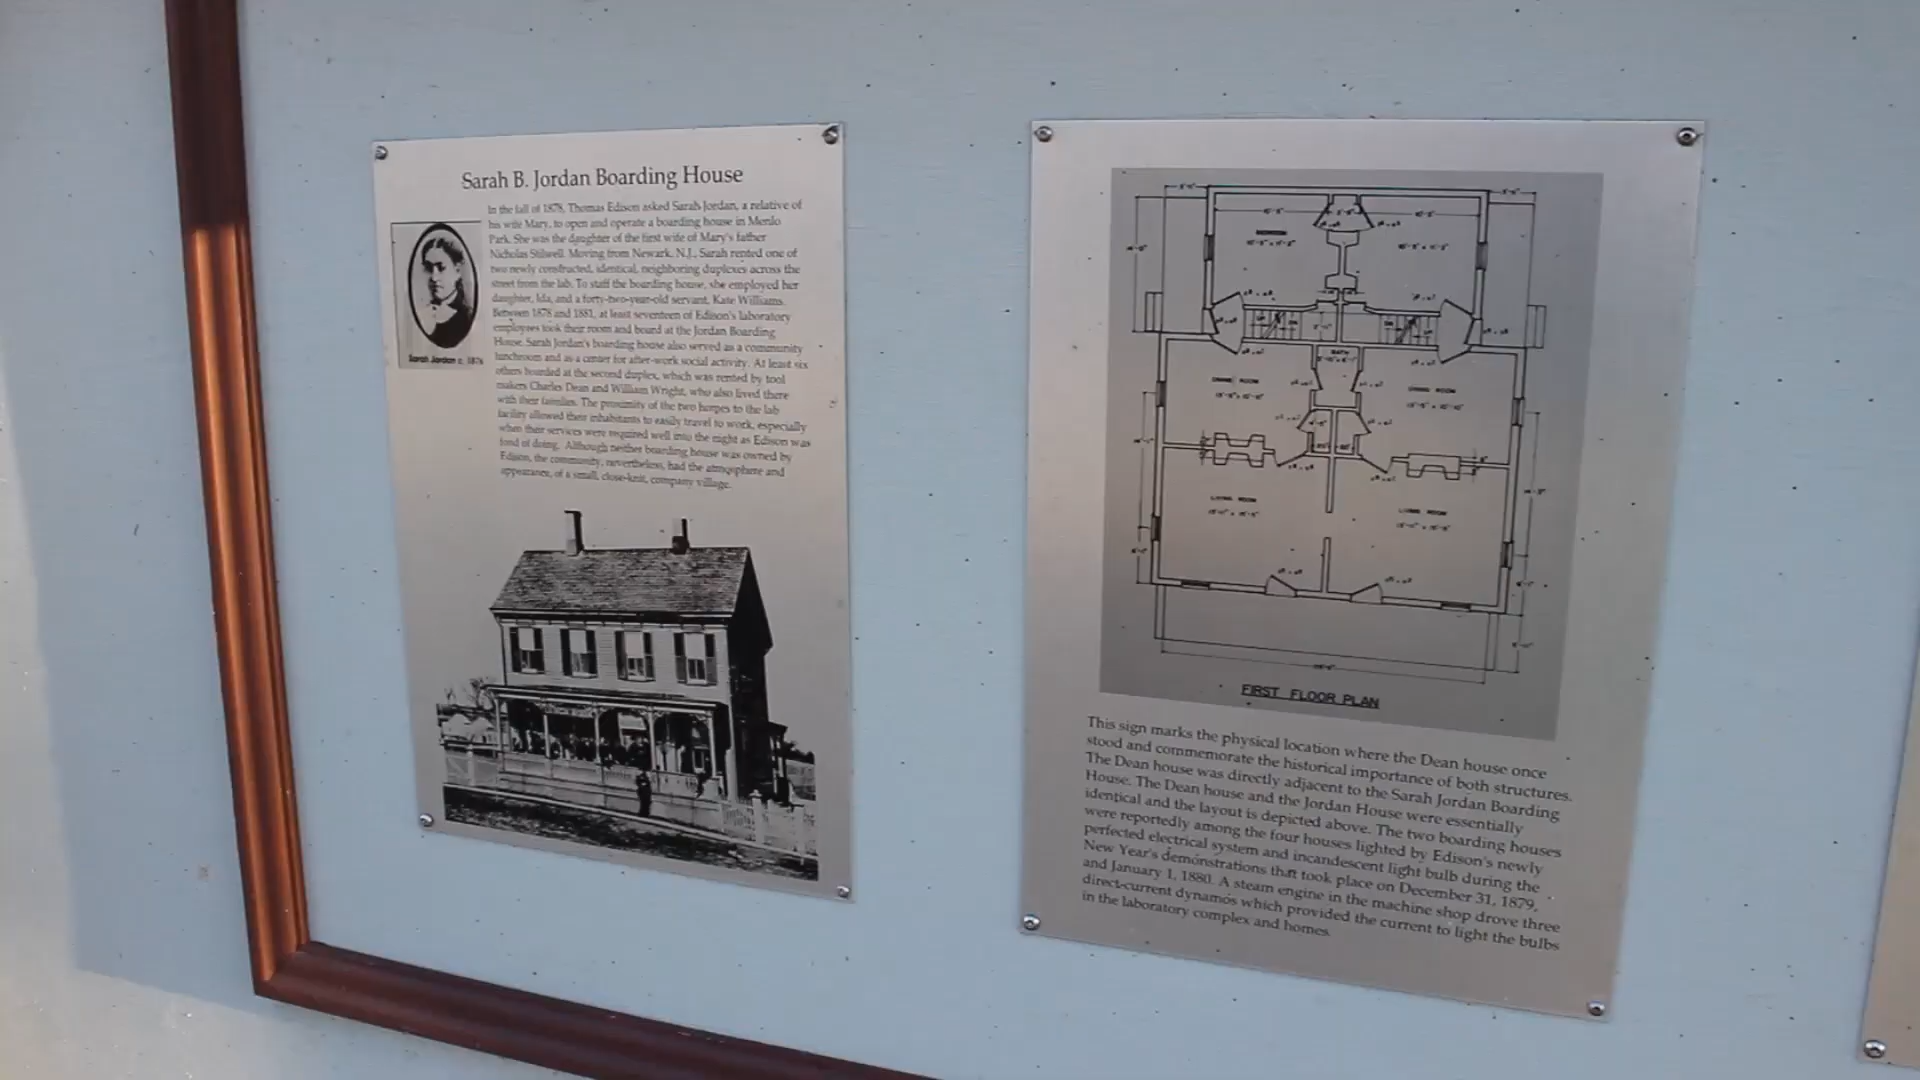 Sarah B. Jordan Boarding House
In the fall of 1878, Thomas Edison asked Sarah Jordan, a relative of
his wife Mary, to open and operate a boarding house in Menlo
Park. She was the daughter of the first wife of Mary's father
Nicholas Stilwell. Moving from Newark, N.J., Sarah rented one of
two newly constructed, identical, neighboring duplexes across the
street from the lab. To staff the boarding house, she employed her
daughter, Ida, and a forty-two-year-old servant, Kate Williams.
Between 1878 and 1881, at least seventeen of Edison's laboratory
employees took their room and board at the Jordan Boarding
House. Sarah Jordan's boarding house also served as a community
lunchroom and as a center for after-work social activity. At least six
others boarded at the second duplex, which was rented by tool
makers Charles Dean and William Wright, who also lived there
with their families. The proximity of the two homes to the lab
facility allowed their inhabitants to easily travel to work, especially
when their services were required well into the night as Edison was
fond of doing. Although neither boarding house was owned by
Edison, the community, nevertheless, had the atmosphere and
appearance, of a small, close-knit, company village.
Sarah Jordan c. 1878
BEDROOM
BATH
DINING ROOM
DINING ROOM
LIVING ROOM
LIVING ROOM
FIRST FLOOR PLAN
This sign marks the physical location where the Dean house once
stood and commemorate the historical importance of both structures.
The Dean house was directly adjacent to the Sarah Jordan Boarding
House. The Dean house and the Jordan House were essentially
identical and the layout is depicted above. The two boarding houses
were reportedly among the four houses lighted by Edison's newly
perfected electrical system and incandescent light bulb during the
New Year's demonstrations that took place on December 31, 1879,
and January 1, 1880. A steam engine in the machine shop drove three
direct-current dynamos which provided the current to light the bulbs
in the laboratory complex and homes.